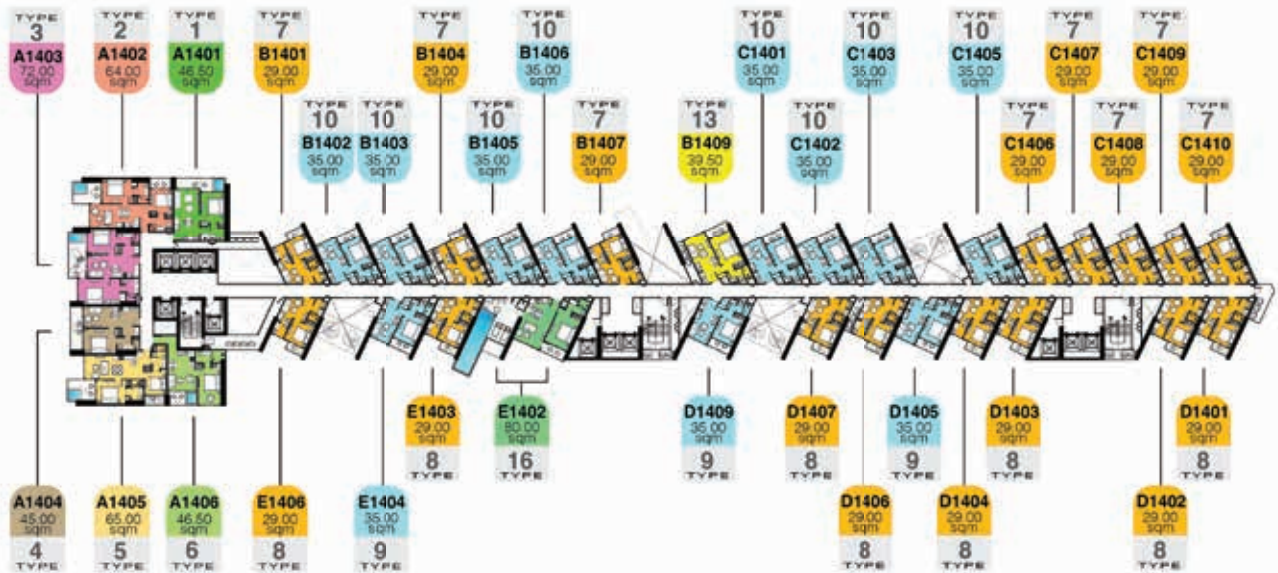 TYPE
3
A1403
72.00
sqm
TYPE
2
A1402
64.00
sqm
TYPE
1
A1401
46.50
sqm
TYPE
7
B1401
29.00
sqm
TYPE
10
B1402
35.00
sqm
TYPE
10
B1403
35.00
sqm
TYPE
7
B1404
29.00
sqm
TYPE
10
B1405
35.00
sqm
TYPE
10
B1406
35.00
sqm
TYPE
7
B1407
29.00
sqm
TYPE
13
B1409
39.50
sqm
TYPE
10
C1401
35.00
sqm
TYPE
10
C1402
35.00
sqm
TYPE
10
C1403
35.00
sqm
TYPE
10
C1405
35.00
sqm
TYPE
7
C1406
29.00
sqm
TYPE
7
C1407
29.00
sqm
TYPE
7
C1408
29.00
sqm
TYPE
7
C1409
29.00
sqm
TYPE
7
C1410
29.00
sqm
A1404
45.00
sqm
4
TYPE
A1405
65.00
sqm
5
TYPE
A1406
46.50
sqm
6
TYPE
E1406
29.00
sqm
8
TYPE
E1404
35.00
sqm
9
TYPE
E1403
29.00
sqm
8
TYPE
E1402
80.00
sqm
16
TYPE
D1409
35.00
sqm
9
TYPE
D1407
29.00
sqm
8
TYPE
D1406
29.00
sqm
8
TYPE
D1405
35.00
sqm
9
TYPE
D1404
29.00
sqm
8
TYPE
D1403
29.00
sqm
8
TYPE
D1402
29.00
sqm
8
TYPE
D1401
29.00
sqm
8
TYPE